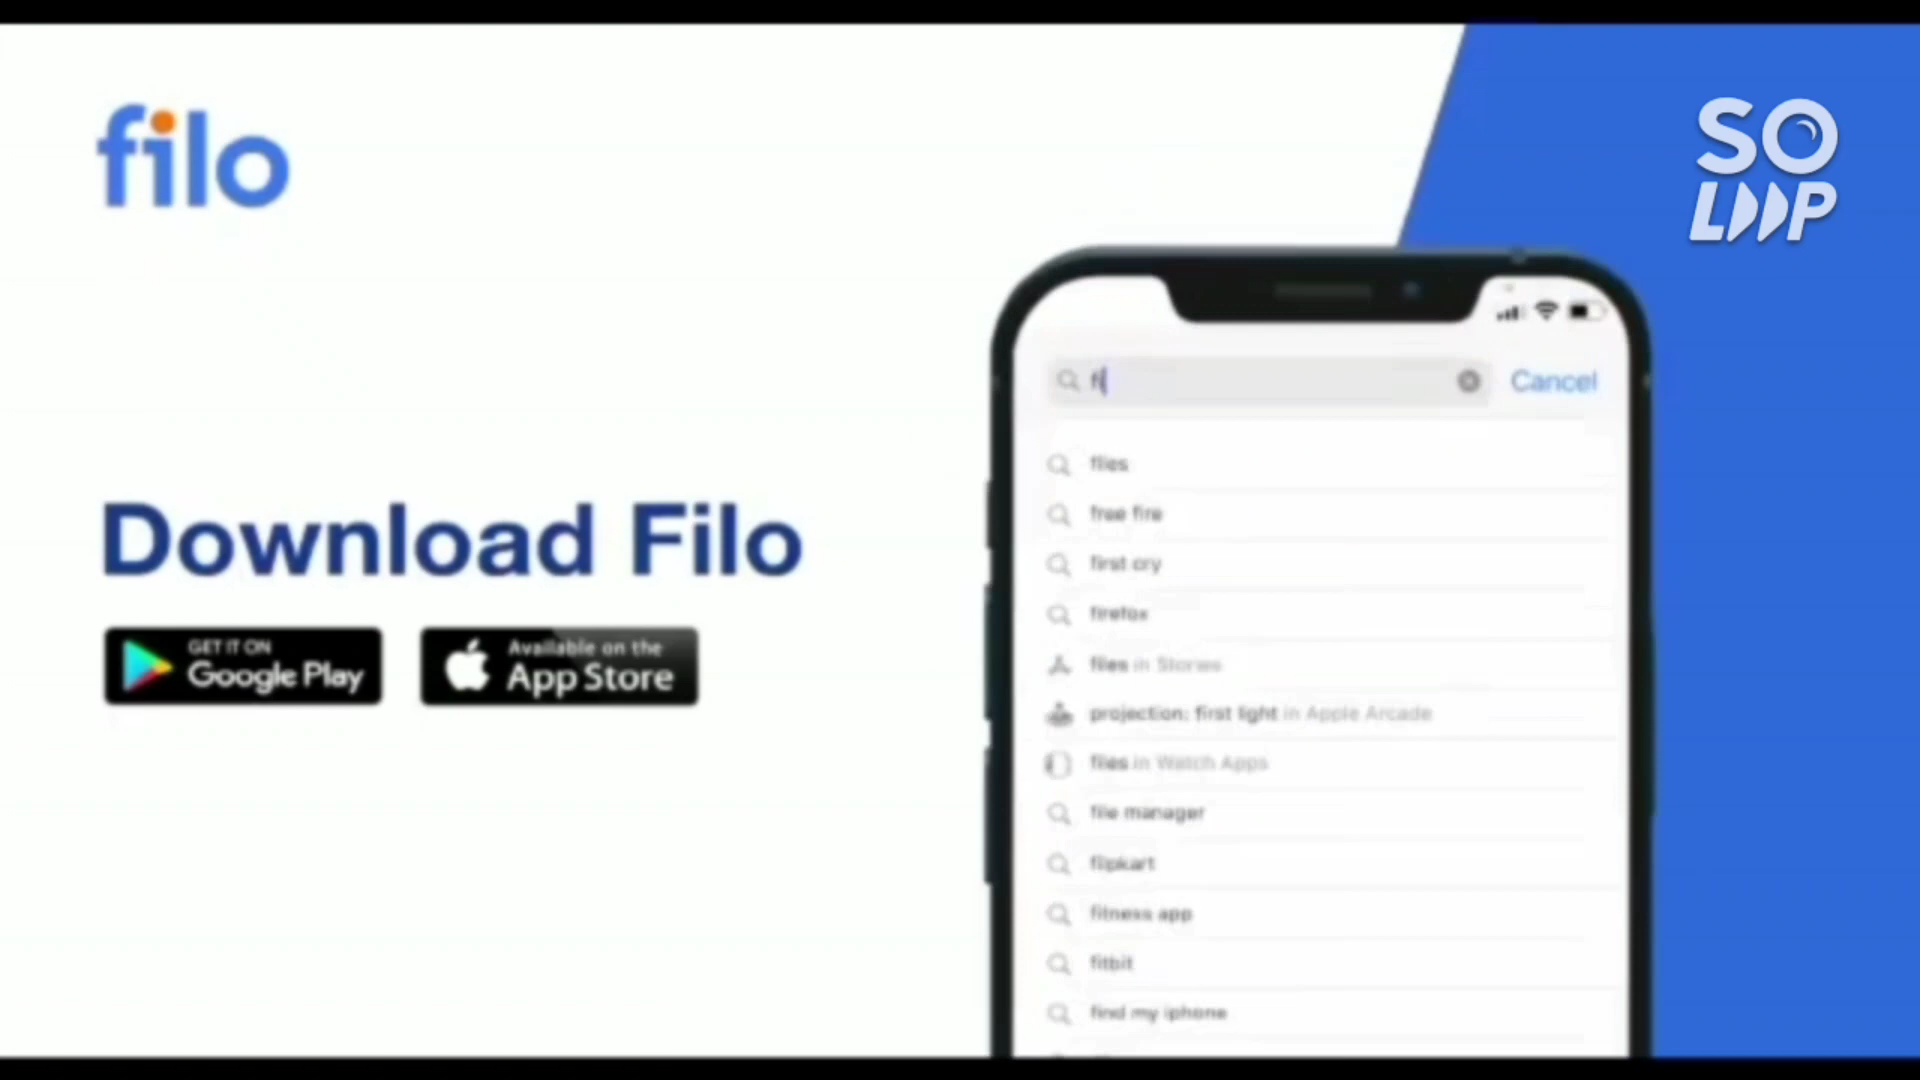 filo
SO
LOOP
fi
Cancel
files
free fire
first cry
firefox
Download Filo
files in Stories
GET IT ON
Google Play
Available on the
App Store
projection: first light in Apple Arcade
files in Watch Apps
file manager
flipkart
fitness app
fitbit
find my iphone